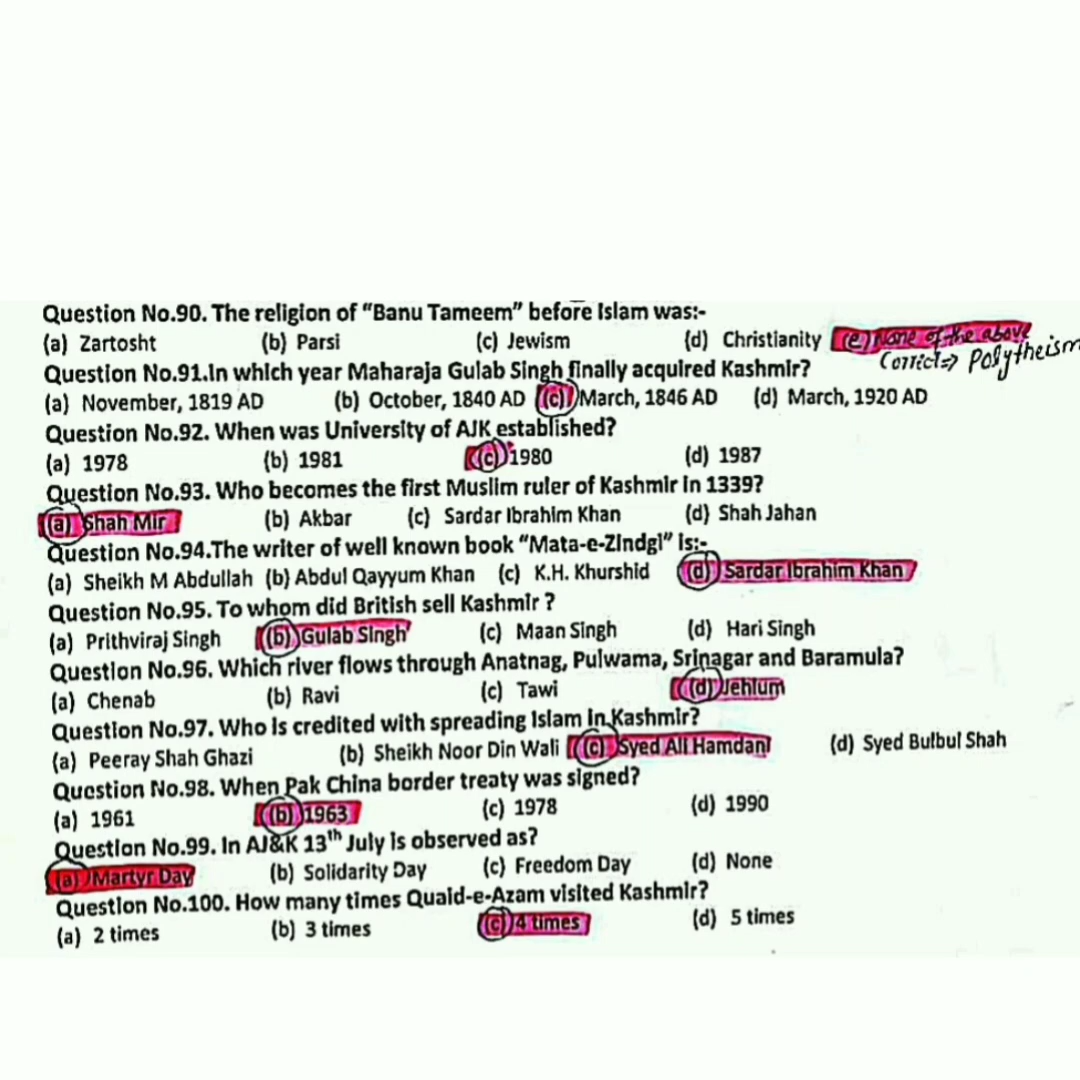 Question No.90. The religion of “Banu Tameem” before Islam was:-
(a) Zartosht (b) Parsi (c) Jewism (d) Christianity (e) None of the above
Correct=> Polytheism
Question No.91.In which year Maharaja Gulab Singh finally acquired Kashmir?
(a) November, 1819 AD (b) October, 1840 AD (c) March, 1846 AD (d) March, 1920 AD
Question No.92. When was University of AJK established?
(a) 1978 (b) 1981 (c) 1980 (d) 1987
Question No.93. Who becomes the first Muslim ruler of Kashmir in 1339?
(a) Shah Mir (b) Akbar (c) Sardar Ibrahim Khan (d) Shah Jahan
Question No.94.The writer of well known book “Mata-e-Zindgi” is:-
(a) Sheikh M Abdullah (b) Abdul Qayyum Khan (c) K.H. Khurshid (d) Sardar Ibrahim Khan
Question No.95. To whom did British sell Kashmir ?
(a) Prithviraj Singh (b) Gulab Singh (c) Maan Singh (d) Hari Singh
Question No.96. Which river flows through Anatnag, Pulwama, Srinagar and Baramula?
(a) Chenab (b) Ravi (c) Tawi (d) Jehlum
Question No.97. Who is credited with spreading Islam in Kashmir?
(a) Peeray Shah Ghazi (b) Sheikh Noor Din Wali (c) Syed Ali Hamdani (d) Syed Bulbul Shah
Question No.98. When Pak China border treaty was signed?
(a) 1961 (b) 1963 (c) 1978 (d) 1990
Question No.99. In AJ&K 13th July is observed as?
(a) Martyr Day (b) Solidarity Day (c) Freedom Day (d) None
Question No.100. How many times Quaid-e-Azam visited Kashmir?
(a) 2 times (b) 3 times (c) 4 times (d) 5 times